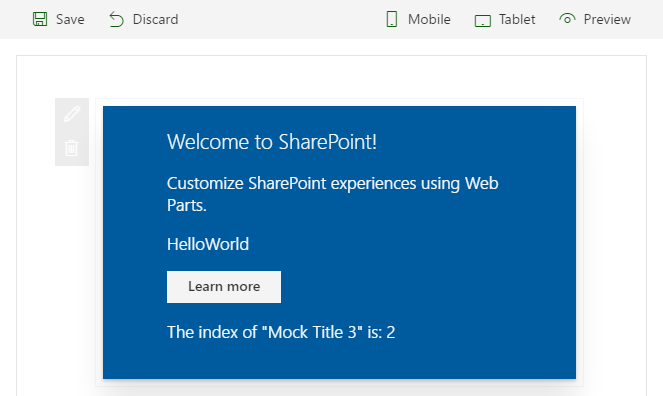 Save Discard Mobile Tablet Preview
Welcome to SharePoint!
Customize SharePoint experiences using Web
Parts.
HelloWorld
Learn more
The index of "Mock Title 3" is: 2